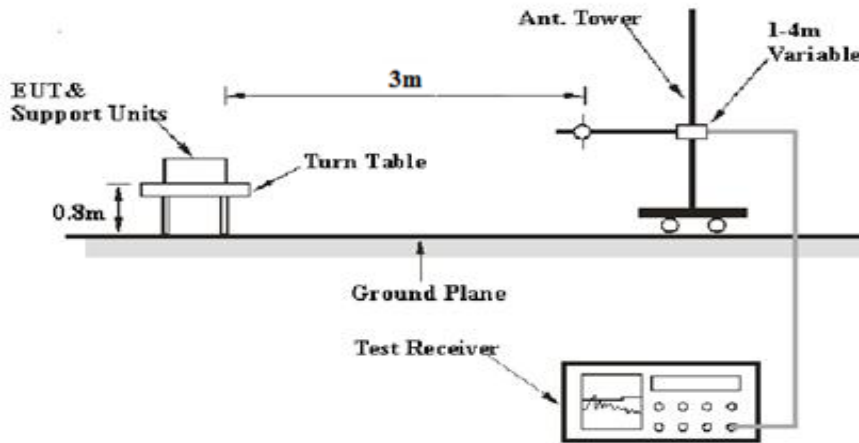 Ant. Tower
1-4m
Variable
3m
EUT&
Support Units
Turn Table
0.8m
Ground Plane
Test Receiver